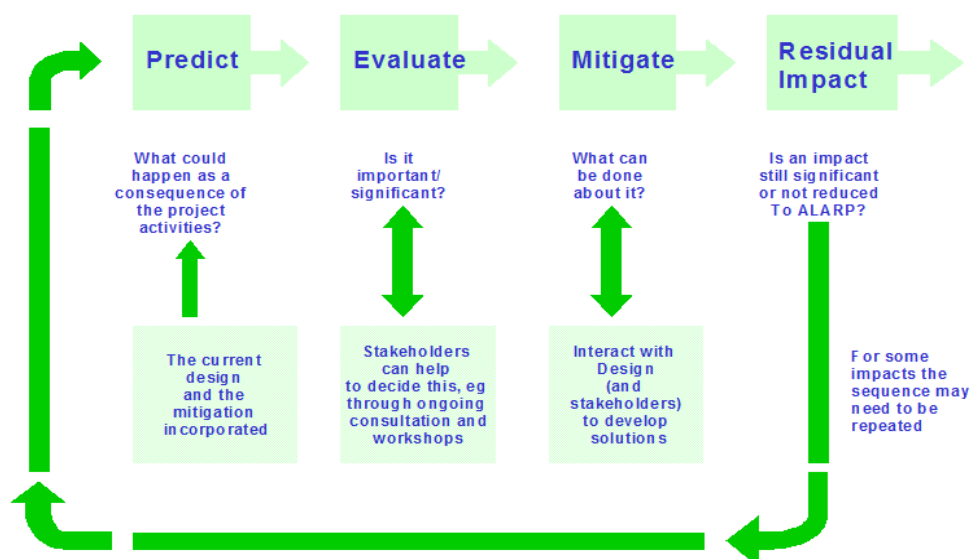 Predict
Evaluate
Mitigate
Residual
Impact
What could
happen as a
consequence of
the project
activities?
Is it
important/
significant?
What can
be done
about it?
Is an impact
still significant
or not reduced
To ALARP?
The current
design
and the
mitigation
incorporated
Stakeholders
can help
to decide this, eg
through ongoing
consultation and
workshops
Interact with
Design
(and
stakeholders)
to develop
solutions
For some
impacts the
sequence may
need to be
repeated